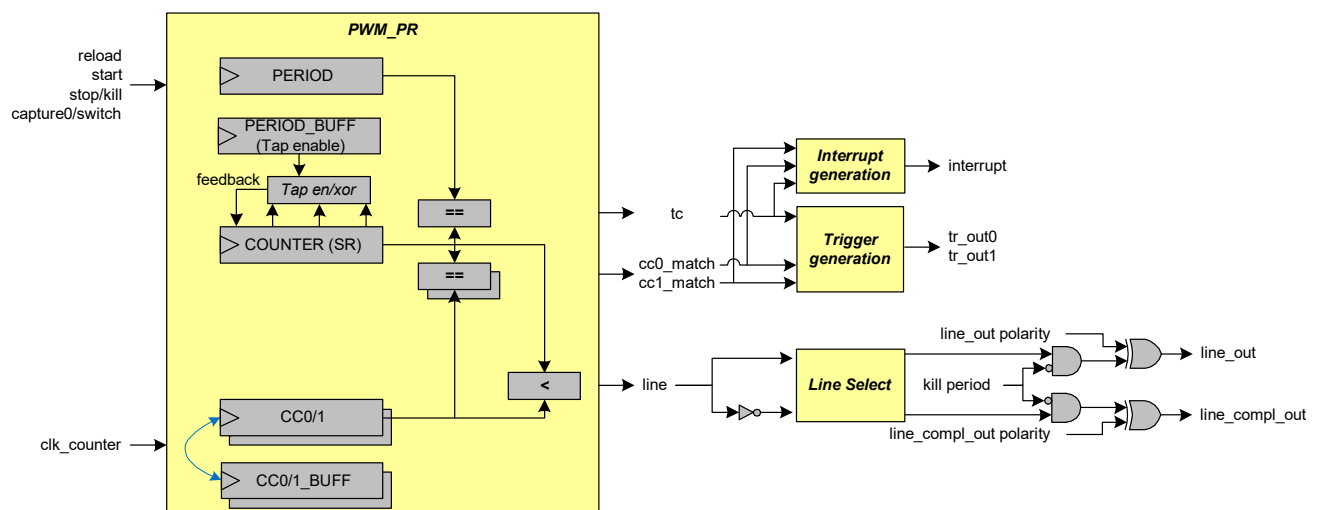 PWM_PR
reload
start
stop/kill
capture0/switch
PERIOD
PERIOD_BUFF
(Tap enable)
feedback
Tap en/xor
==
COUNTER (SR)
==
<
CC0/1
clk_counter
CC0/1_BUFF
tc
cc0_match
cc1_match
line
Interrupt
generation
interrupt
Trigger
generation
tr_out0
tr_out1
line_out polarity
line_out
Line Select
kill period
line_compl_out
line_compl_out polarity